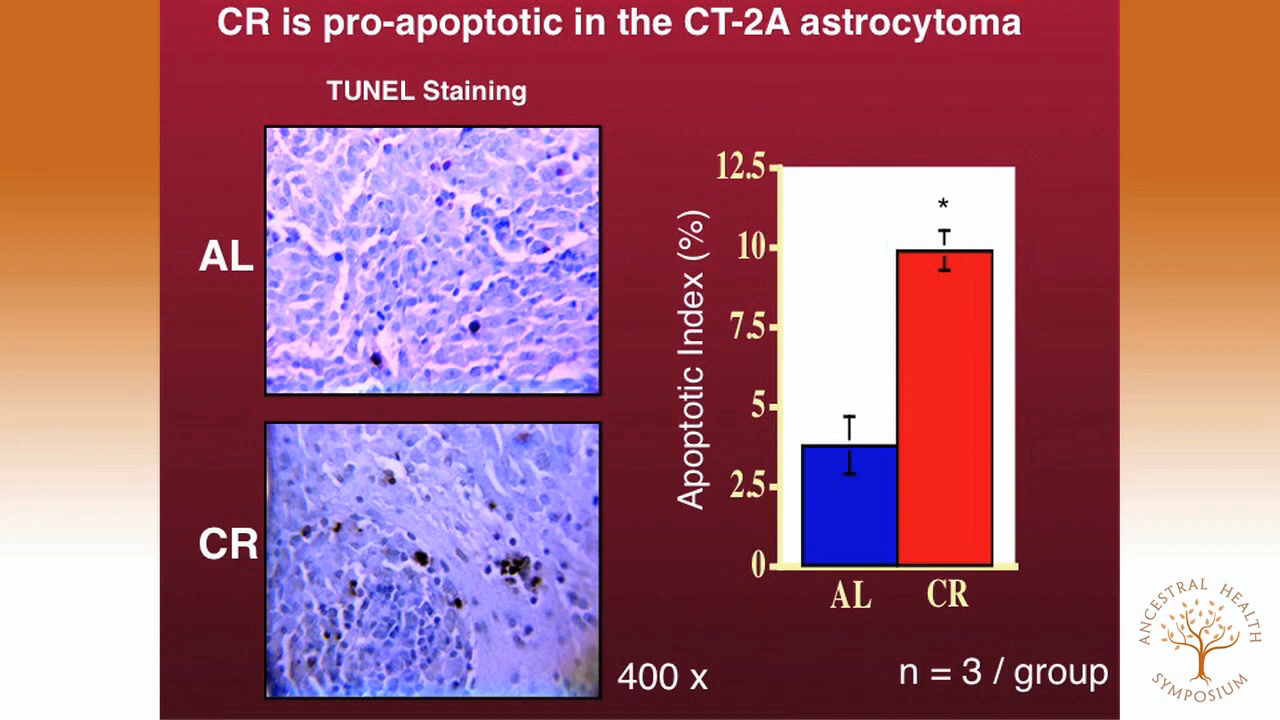 CR is pro-apoptotic in the CT-2A astrocytoma
TUNEL Staining
AL
CR
400 x
Apoptotic Index (%)
12.5
10
7.5
5
2.5
0
*
AL CR
n = 3 / group
ANCESTRAL HEALTH
SYMPOSIUM